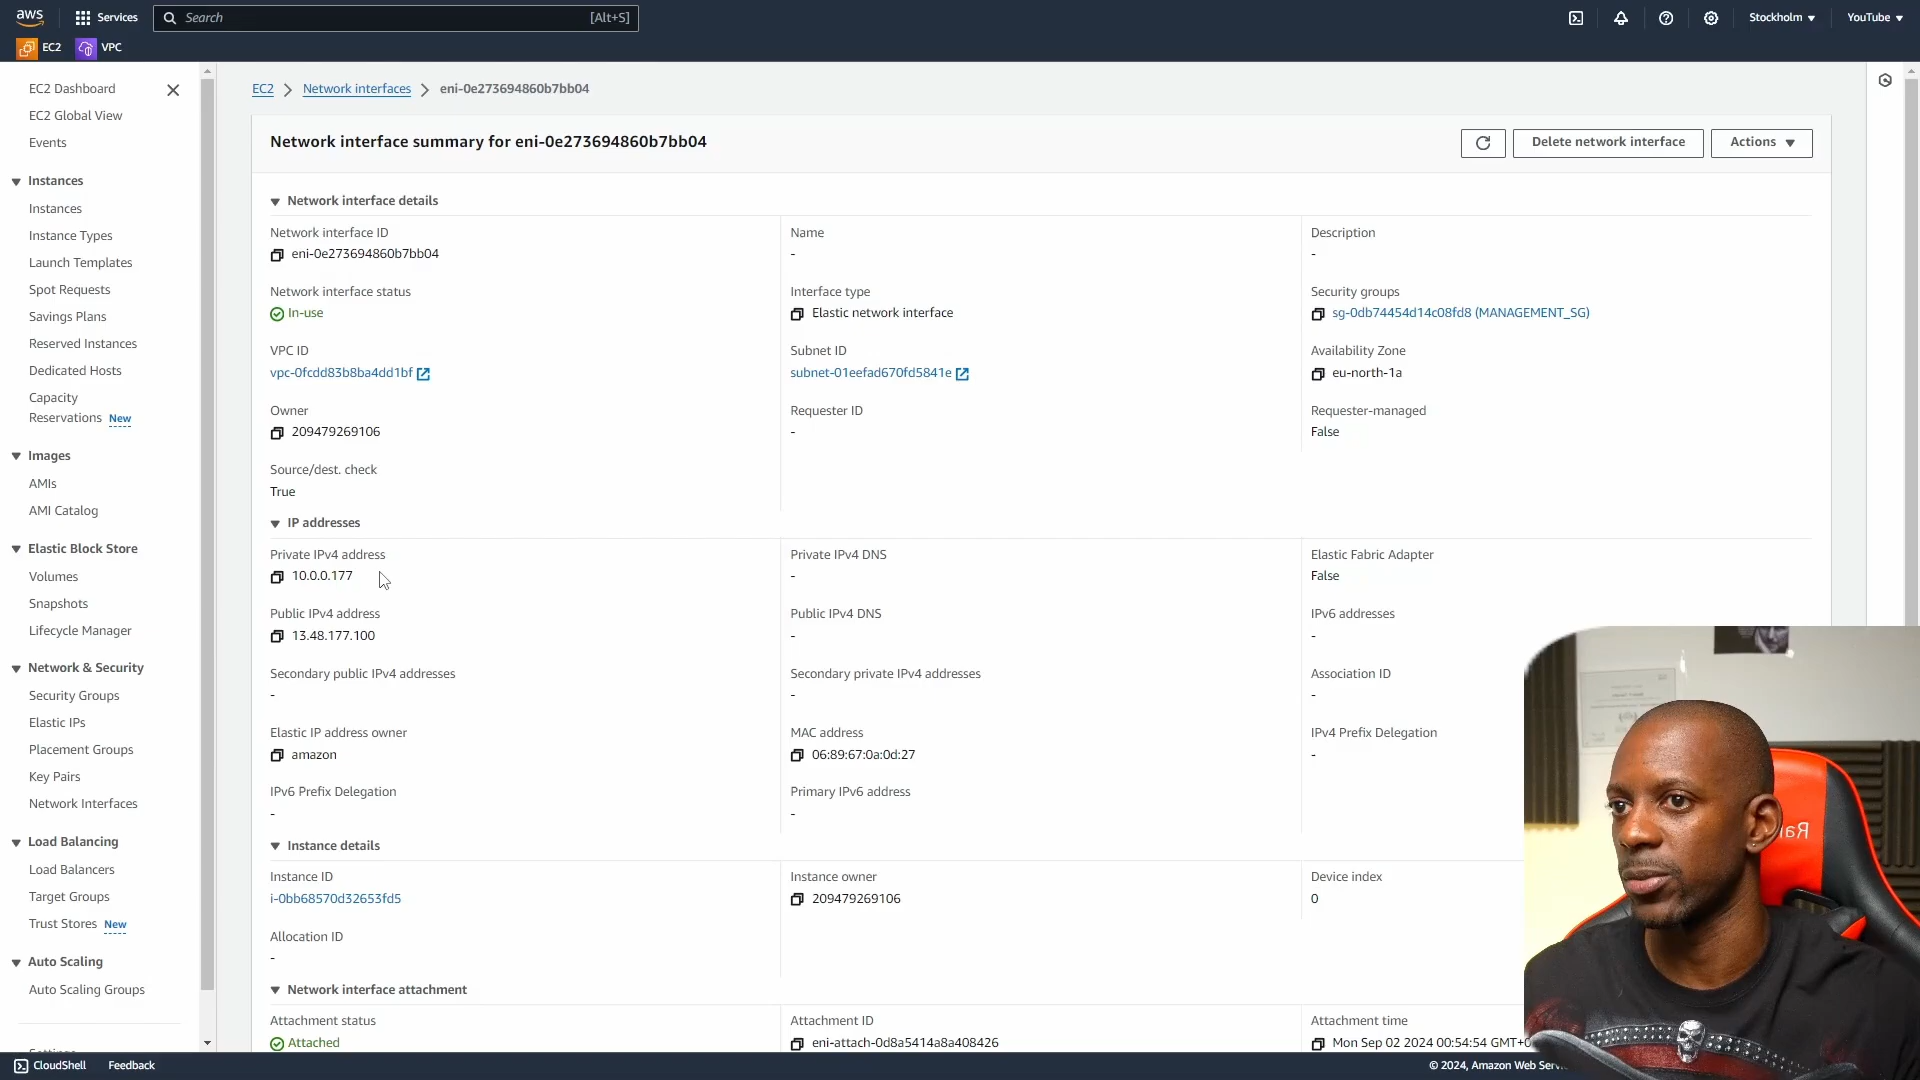 aws
Services
Search
[Alt+S]
Stockholm
YouTube
EC2
VPC
EC2 Dashboard
EC2 Global View
Events
Instances
Instances
Instance Types
Launch Templates
Spot Requests
Savings Plans
Reserved Instances
Dedicated Hosts
Capacity
Reservations New
Images
AMIs
AMI Catalog
Elastic Block Store
Volumes
Snapshots
Lifecycle Manager
Network & Security
Security Groups
Elastic IPs
Placement Groups
Key Pairs
Network Interfaces
Load Balancing
Load Balancers
Target Groups
Trust Stores New
Auto Scaling
Auto Scaling Groups
EC2 > Network interfaces > eni-0e273694860b7bb04
Network interface summary for eni-0e273694860b7bb04
Delete network interface
Actions
Network interface details
Network interface ID
eni-0e273694860b7bb04
Name
-
Description
-
Network interface status
In-use
Interface type
Elastic network interface
Security groups
sg-0db74454d14c08fd8 (MANAGEMENT_SG)
VPC ID
vpc-0fcdd83b8ba4dd1bf
Subnet ID
subnet-01eefad670fd5841e
Availability Zone
eu-north-1a
Owner
209479269106
Requester ID
-
Requester-managed
False
Source/dest. check
True
IP addresses
Private IPv4 address
10.0.0.177
Private IPv4 DNS
-
Elastic Fabric Adapter
False
Public IPv4 address
13.48.177.100
Public IPv4 DNS
-
IPv6 addresses
-
Secondary public IPv4 addresses
-
Secondary private IPv4 addresses
-
Association ID
-
Elastic IP address owner
amazon
MAC address
06:89:67:0a:0d:27
IPv4 Prefix Delegation
-
IPv6 Prefix Delegation
-
Primary IPv6 address
-
Instance details
Instance ID
i-0bb68570d32653fd5
Instance owner
209479269106
Device index
0
Allocation ID
-
Network interface attachment
Attachment status
Attached
Attachment ID
eni-attach-0d8a5414a8a408426
Attachment time
Mon Sep 02 2024 00:54:54
CloudShell
Feedback
© 2024, Amazon Web